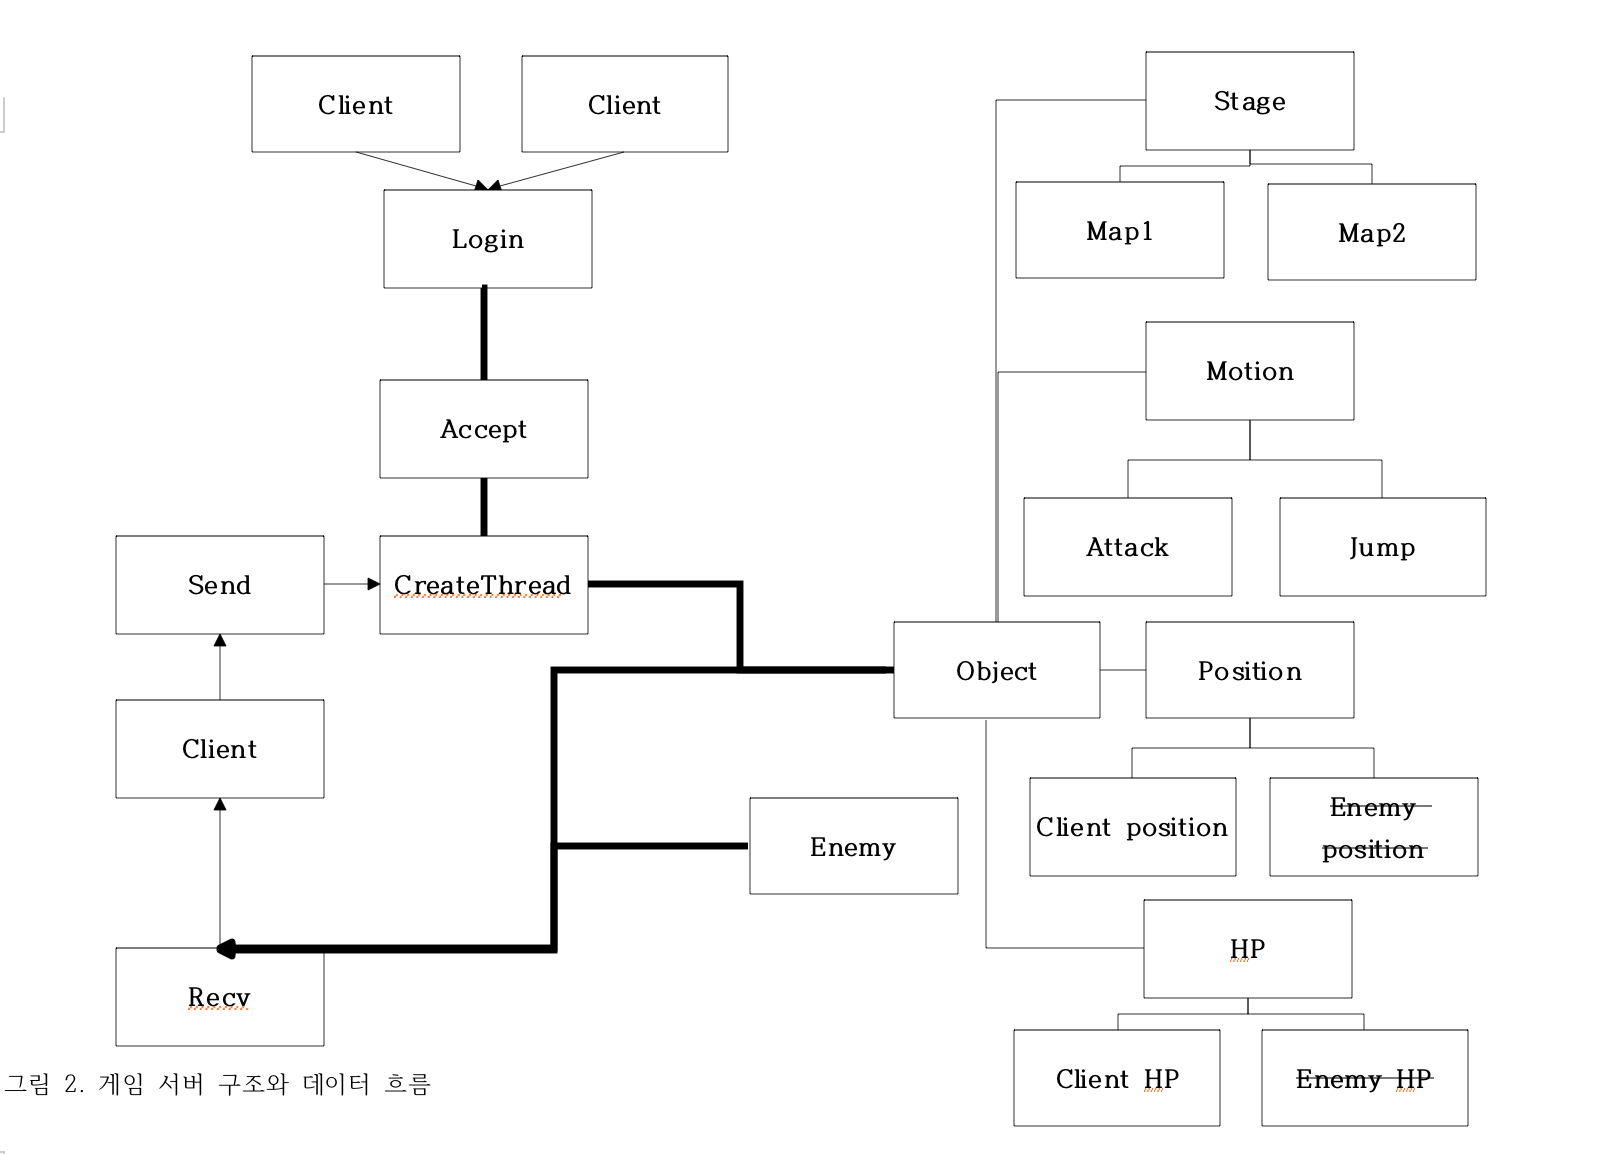 Client
Client
Login
Accept
Send
CreateThread
Client
Recv
Enemy
Object
Stage
Map1
Map2
Motion
Attack
Jump
Position
Client position
Enemy
position
HP
Client HP
Enemy HP
그림 2. 게임 서버 구조와 데이터 흐름